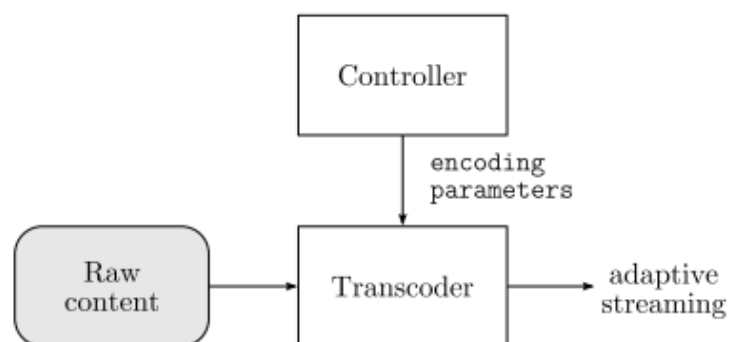 Controller
encoding
parameters
Raw
content
Transcoder
adaptive
streaming